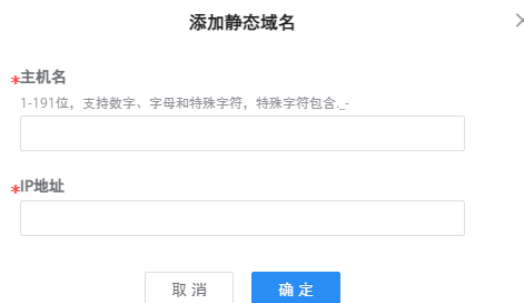 添加静态域名
*主机名
1-191位，支持数字、字母和特殊字符，特殊字符包含._-
*IP地址
取 消
确 定